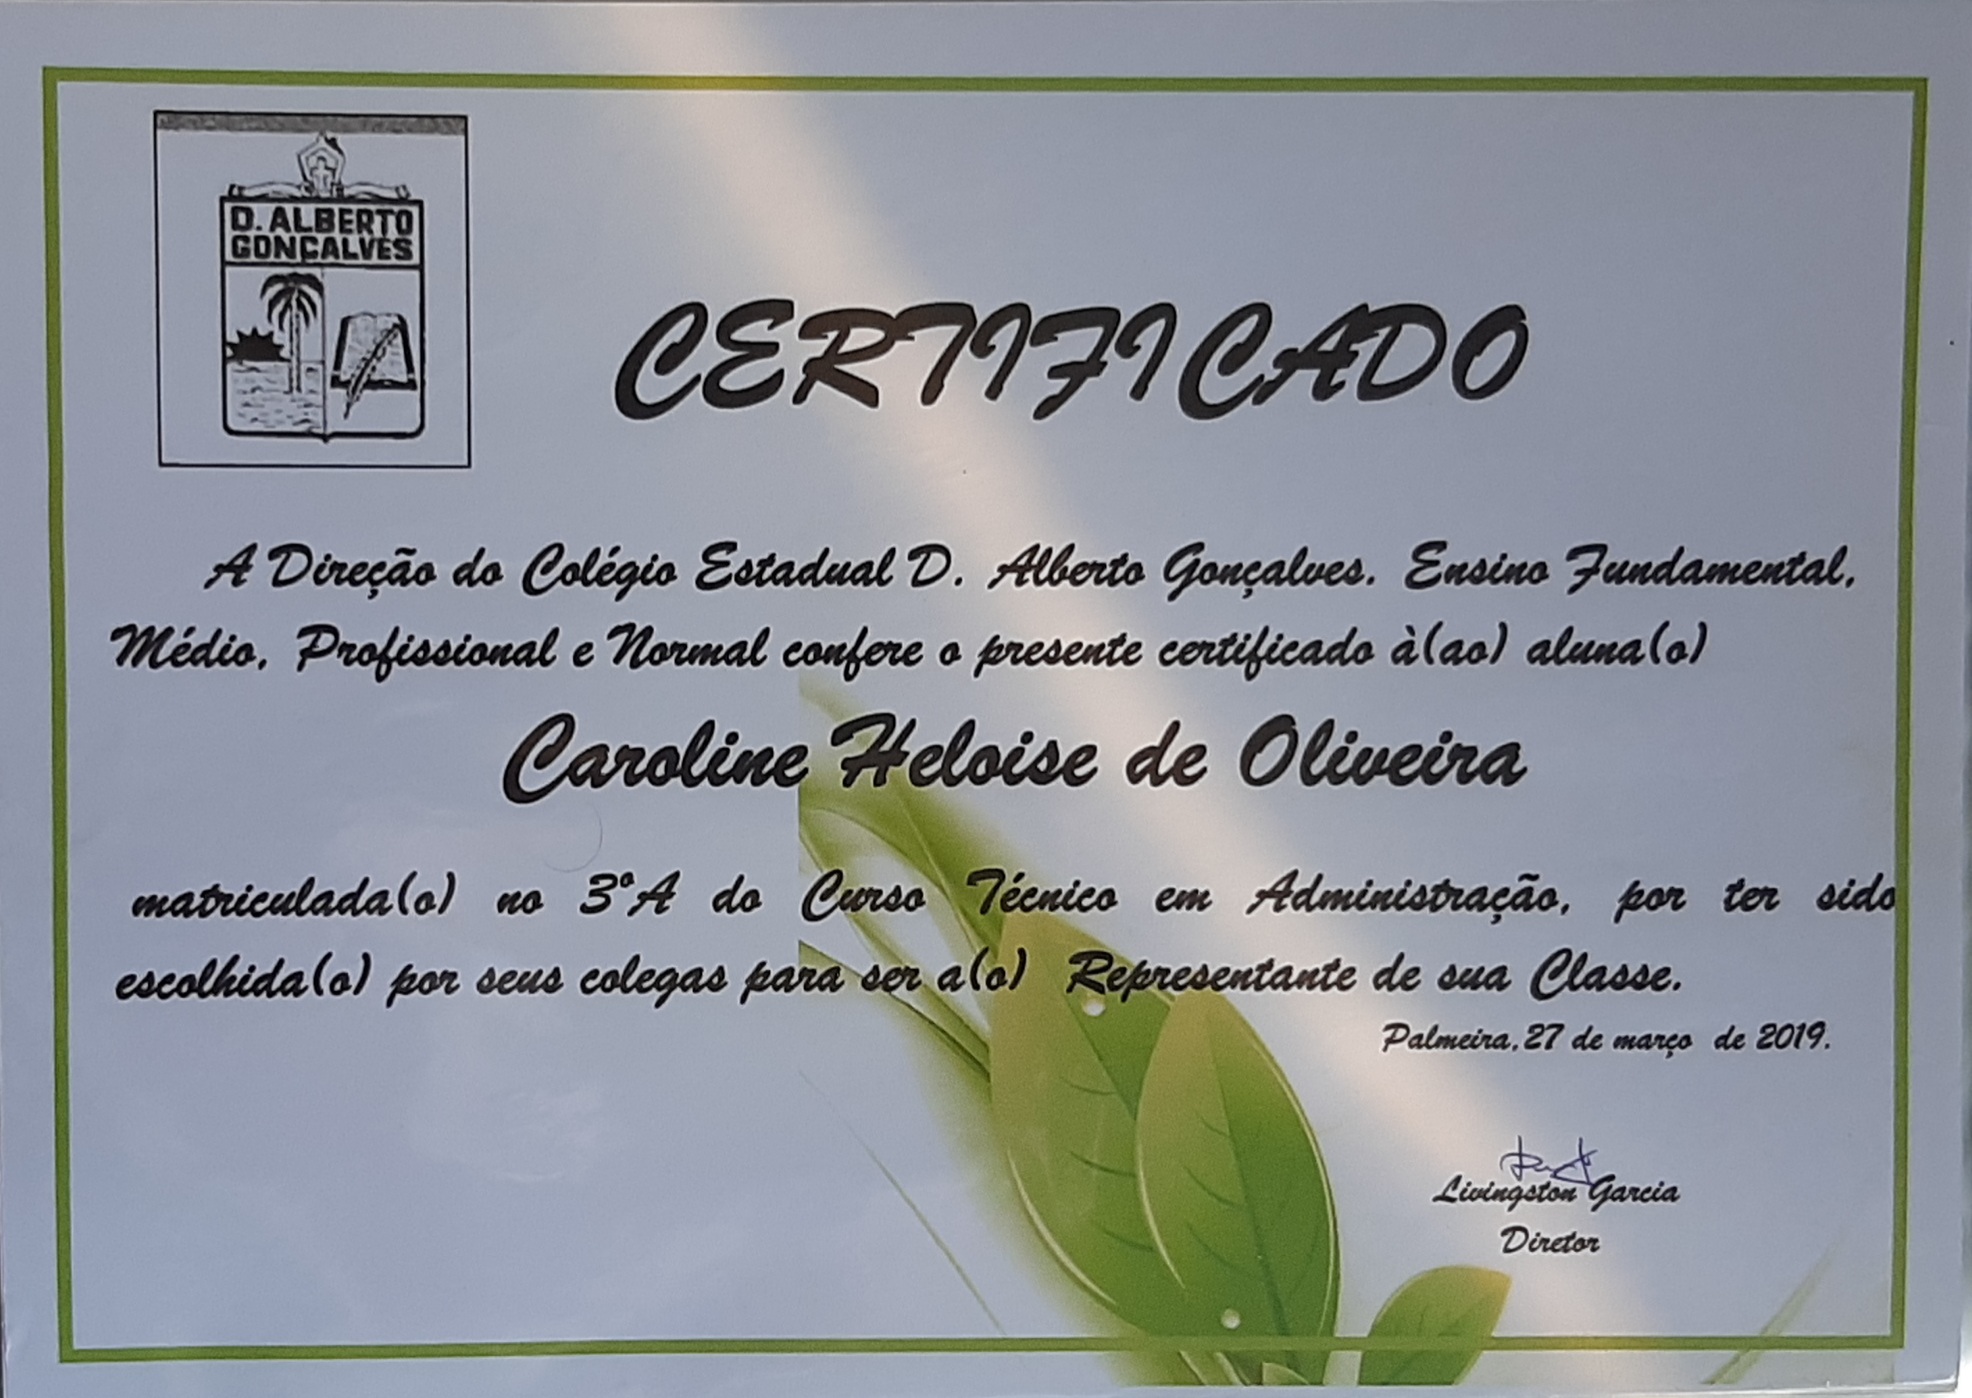 D. ALBERTO
GONÇALVES
CERTIFICADO
A Direção do Colégio Estadual D. Alberto Gonçalves. Ensino Fundamental,
Médio, Profissional e Normal confere o presente certificado à(ao) aluna(o)
Caroline Heloise de Oliveira
matriculada(o) no 3ºA do Curso Técnico em Administração, por ter sido
escolhida(o) por seus colegas para ser a(o) Representante de sua Classe.
Palmeira, 27 de março de 2019.
Livingston Garcia
Diretor